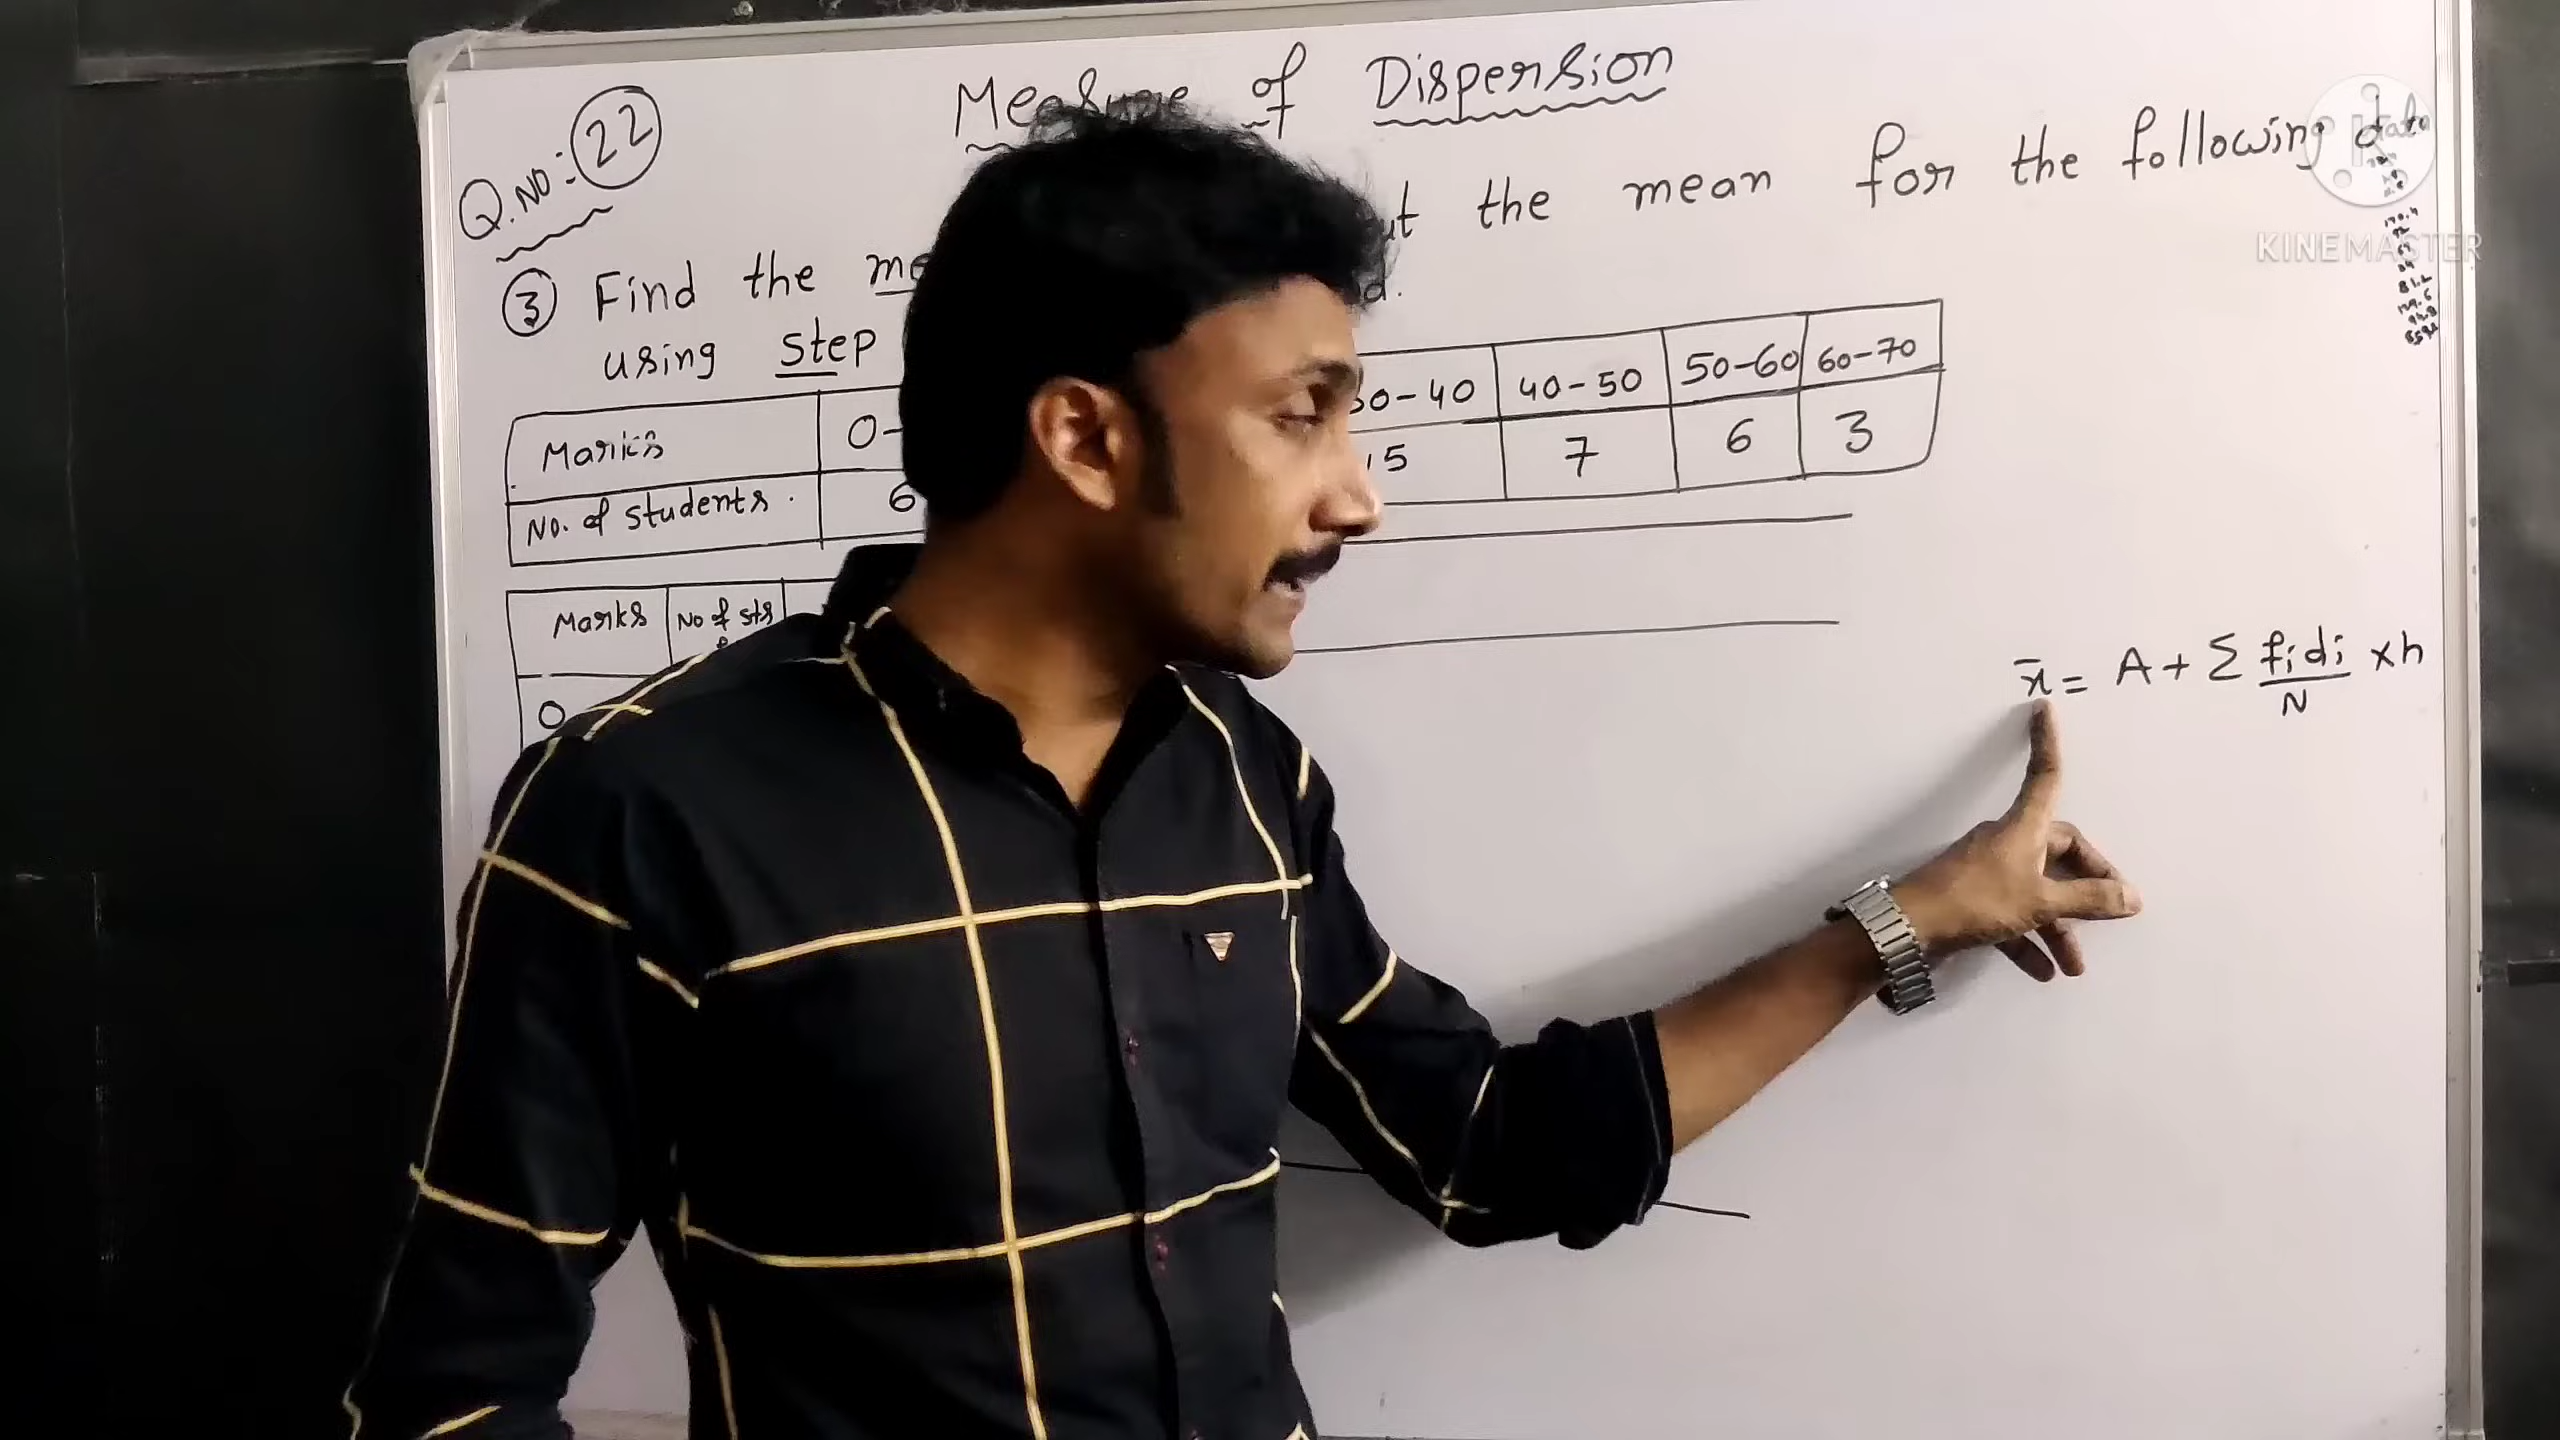 Measure of Dispersion
Q.NO:- 22
ut the mean for the following data
3 Find the me d.
using step
Marks 0- 30-40 40-50 50-60 60-70
No. of students 6 15 7 6 3
Marks No of sts
0
x̄ = A + Σ fidi/N × h
KINEMASTER